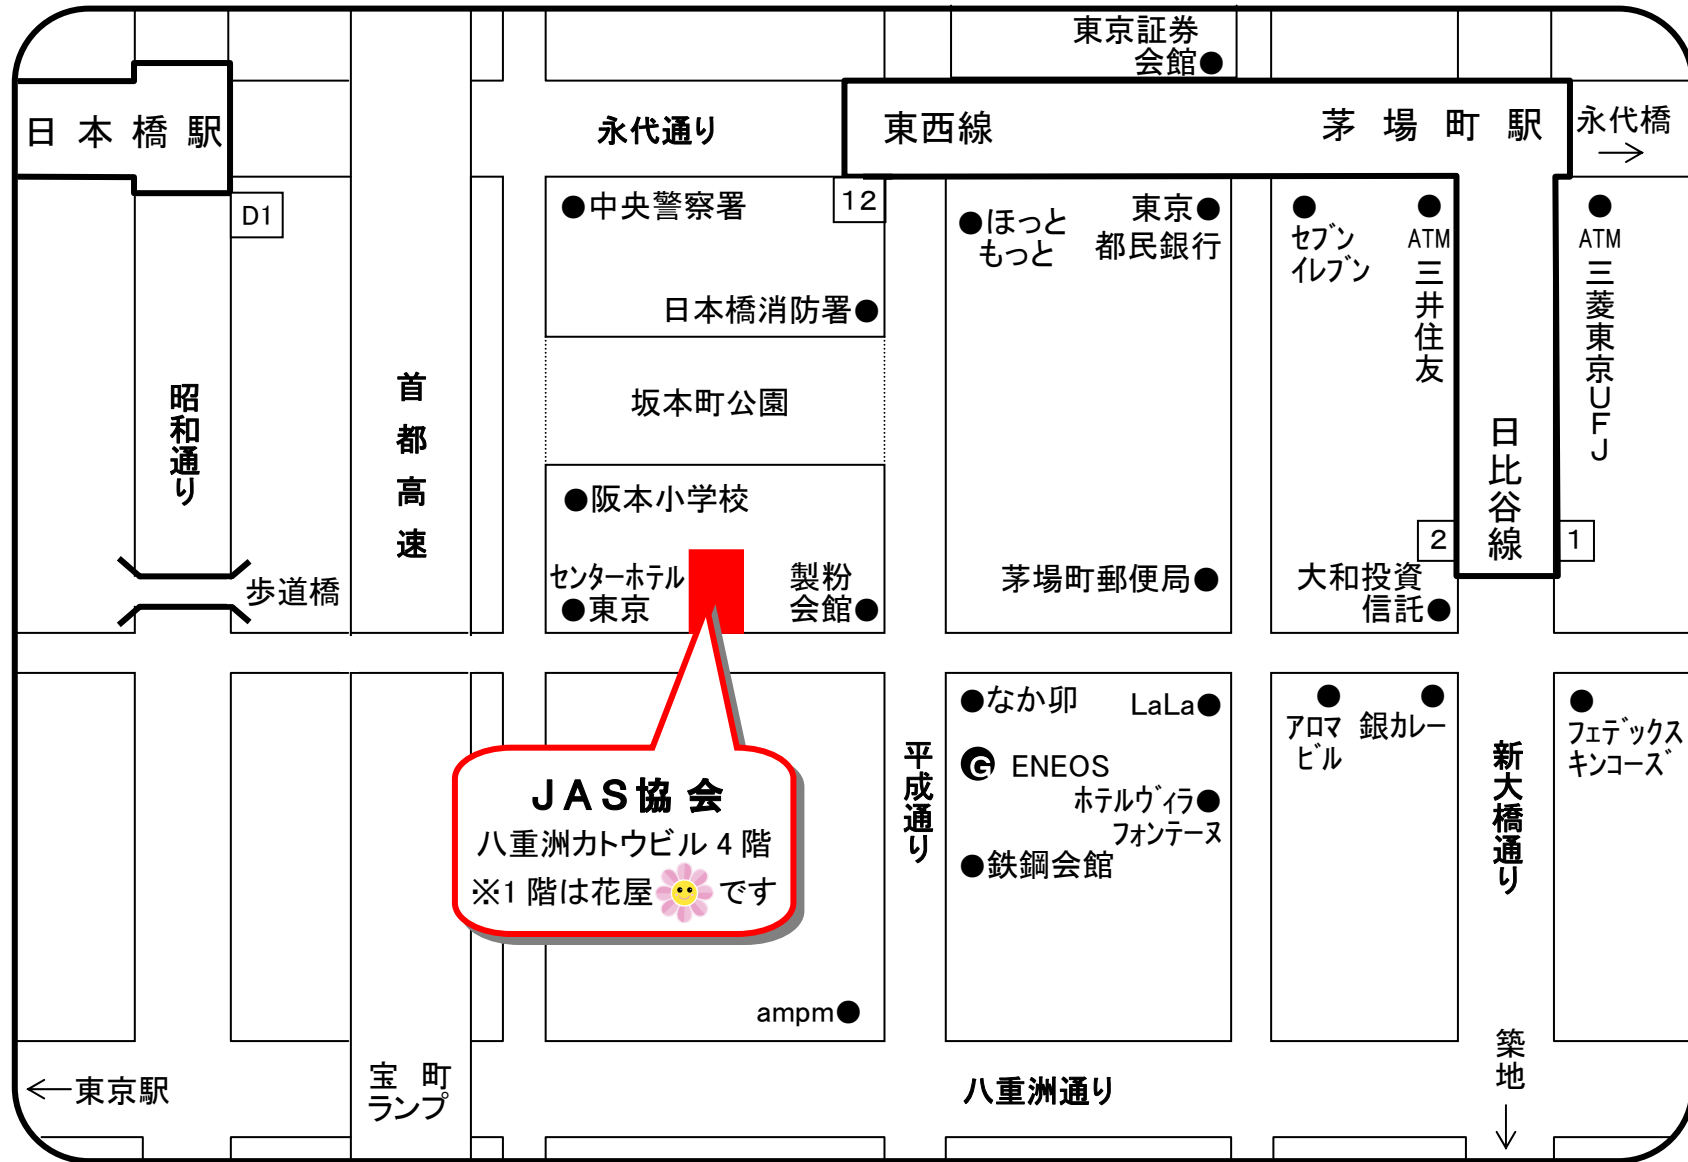 東京証券
会館
日本橋駅
永代通り
東西線
茅場町駅
永代橋
→
D1
中央警察署
12
ほっと
もっと
東京
都民銀行
セブン
イレブン
ATM
三井住友
ATM
三菱東京UFJ
日本橋消防署
昭和通り
首都高速
坂本町公園
日比谷線
阪本小学校
2
1
歩道橋
センターホテル
東京
製粉
会館
茅場町郵便局
大和投資
信託
なか卯
LaLa
アロマ
ビル
銀カレー
フェデックス
キンコーズ
平成通り
ENEOS
新大橋通り
JAS協会
八重洲カトウビル4階
※1階は花屋です
ホテルヴィラ
フォンテーヌ
鉄鋼会館
ampm
築地
↓
←東京駅
宝町
ランプ
八重洲通り